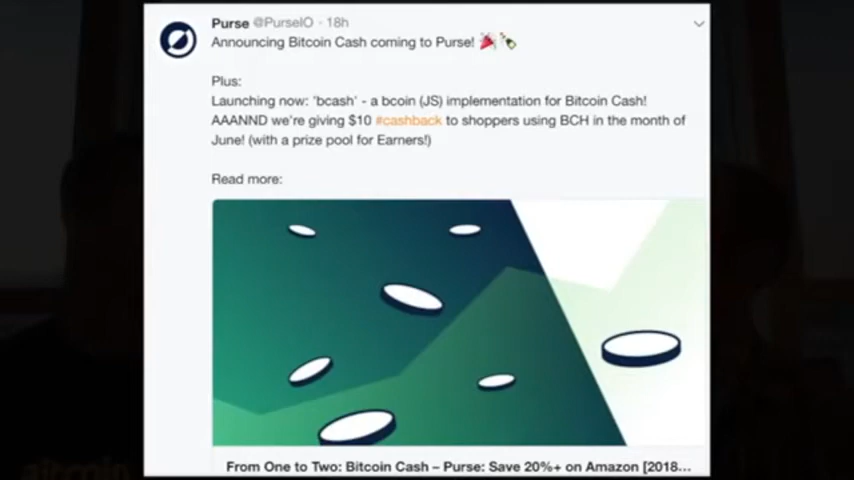 Purse @PurseIO · 18h
Announcing Bitcoin Cash coming to Purse! 🎉🍾
Plus:
Launching now: 'bcash' - a bcoin (JS) implementation for Bitcoin Cash!
AAANND we're giving $10 #cashback to shoppers using BCH in the month of
June! (with a prize pool for Earners!)
Read more:
From One to Two: Bitcoin Cash – Purse: Save 20%+ on Amazon [2018...